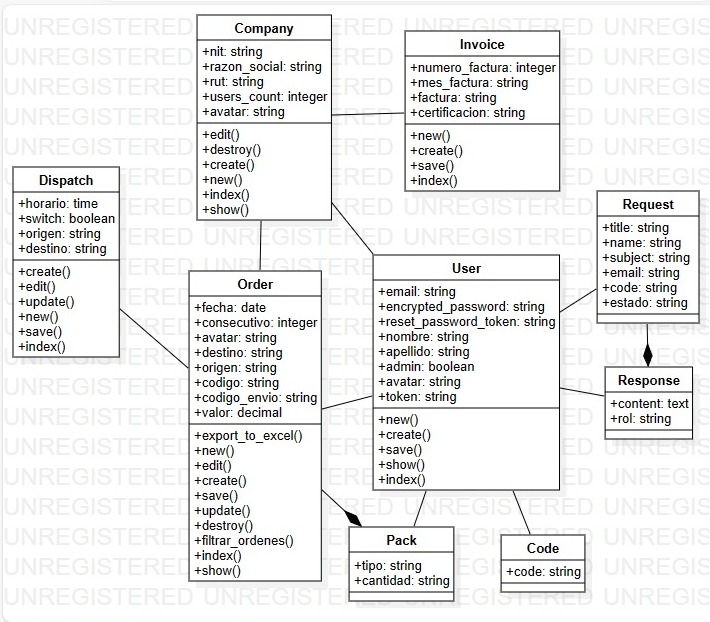 Company
+nit: string
+razon_social: string
+rut: string
+users_count: integer
+avatar: string
+edit()
+destroy()
+create()
+new()
+index()
+show()
Invoice
+numero_factura: integer
+mes_factura: string
+factura: string
+certificacion: string
+new()
+create()
+save()
+index()
Dispatch
+horario: time
+switch: boolean
+origen: string
+destino: string
+create()
+edit()
+update()
+new()
+save()
+index()
Request
+title: string
+name: string
+subject: string
+email: string
+code: string
+estado: string
Order
+fecha: date
+consecutivo: integer
+avatar: string
+destino: string
+origen: string
+codigo: string
+codigo_envio: string
+valor: decimal
+export_to_excel()
+new()
+edit()
+create()
+save()
+update()
+destroy()
+filtrar_ordenes()
+index()
+show()
User
+email: string
+encrypted_password: string
+reset_password_token: string
+nombre: string
+apellido: string
+admin: boolean
+avatar: string
+token: string
+new()
+create()
+save()
+show()
+index()
Response
+content: text
+rol: string
Pack
+tipo: string
+cantidad: string
Code
+code: string
UNREGISTERED